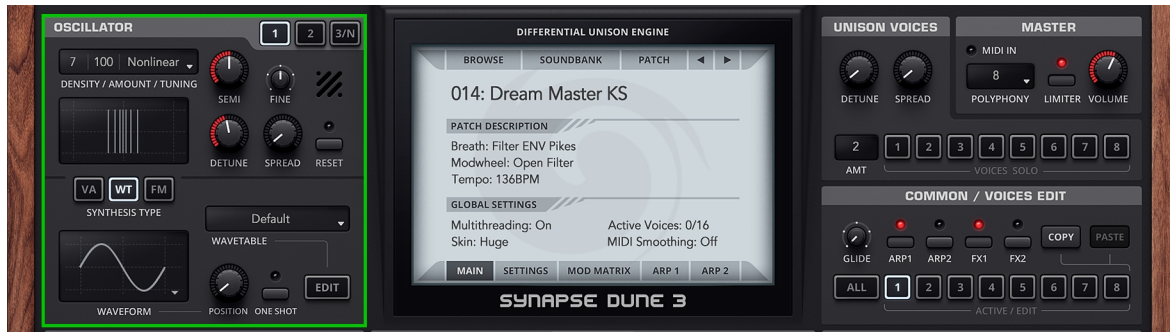 OSCILLATOR
1 2 3/N
7 100 Nonlinear
DENSITY / AMOUNT / TUNING
SEMI FINE
DETUNE SPREAD RESET
VA WT FM
SYNTHESIS TYPE
Default
WAVETABLE
EDIT
WAVEFORM POSITION ONE SHOT
DIFFERENTIAL UNISON ENGINE
BROWSE SOUNDBANK PATCH
014: Dream Master KS
PATCH DESCRIPTION
Breath: Filter ENV Pikes
Modwheel: Open Filter
Tempo: 136BPM
GLOBAL SETTINGS
Multithreading: On Active Voices: 0/16
Skin: Huge MIDI Smoothing: Off
MAIN SETTINGS MOD MATRIX ARP 1 ARP 2
SYNAPSE DUNE 3
UNISON VOICES
DETUNE SPREAD
MASTER
MIDI IN
8
POLYPHONY LIMITER VOLUME
2 1 2 3 4 5 6 7 8
AMT VOICES SOLO
COMMON / VOICES EDIT
COPY PASTE
GLIDE ARP1 ARP2 FX1 FX2
ALL 1 2 3 4 5 6 7 8
ACTIVE / EDIT